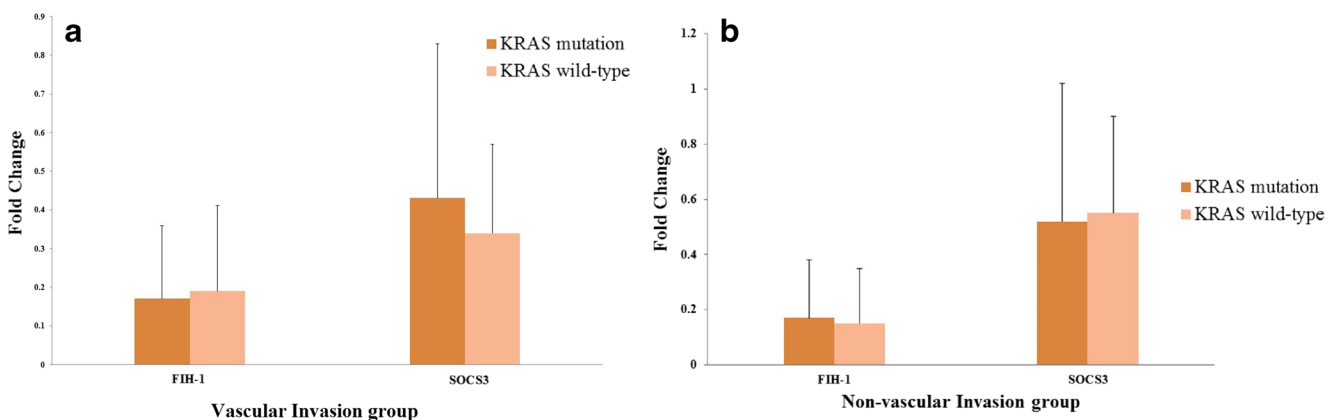 a
0.9
0.8
0.7
0.6
0.5
0.4
0.3
0.2
0.1
0
Fold Change
KRAS mutation
KRAS wild-type
FIH-1 SOCS3
Vascular Invasion group
b
1.2
1
0.8
0.6
0.4
0.2
0
Fold Change
KRAS mutation
KRAS wild-type
FIH-1 SOCS3
Non-vascular Invasion group